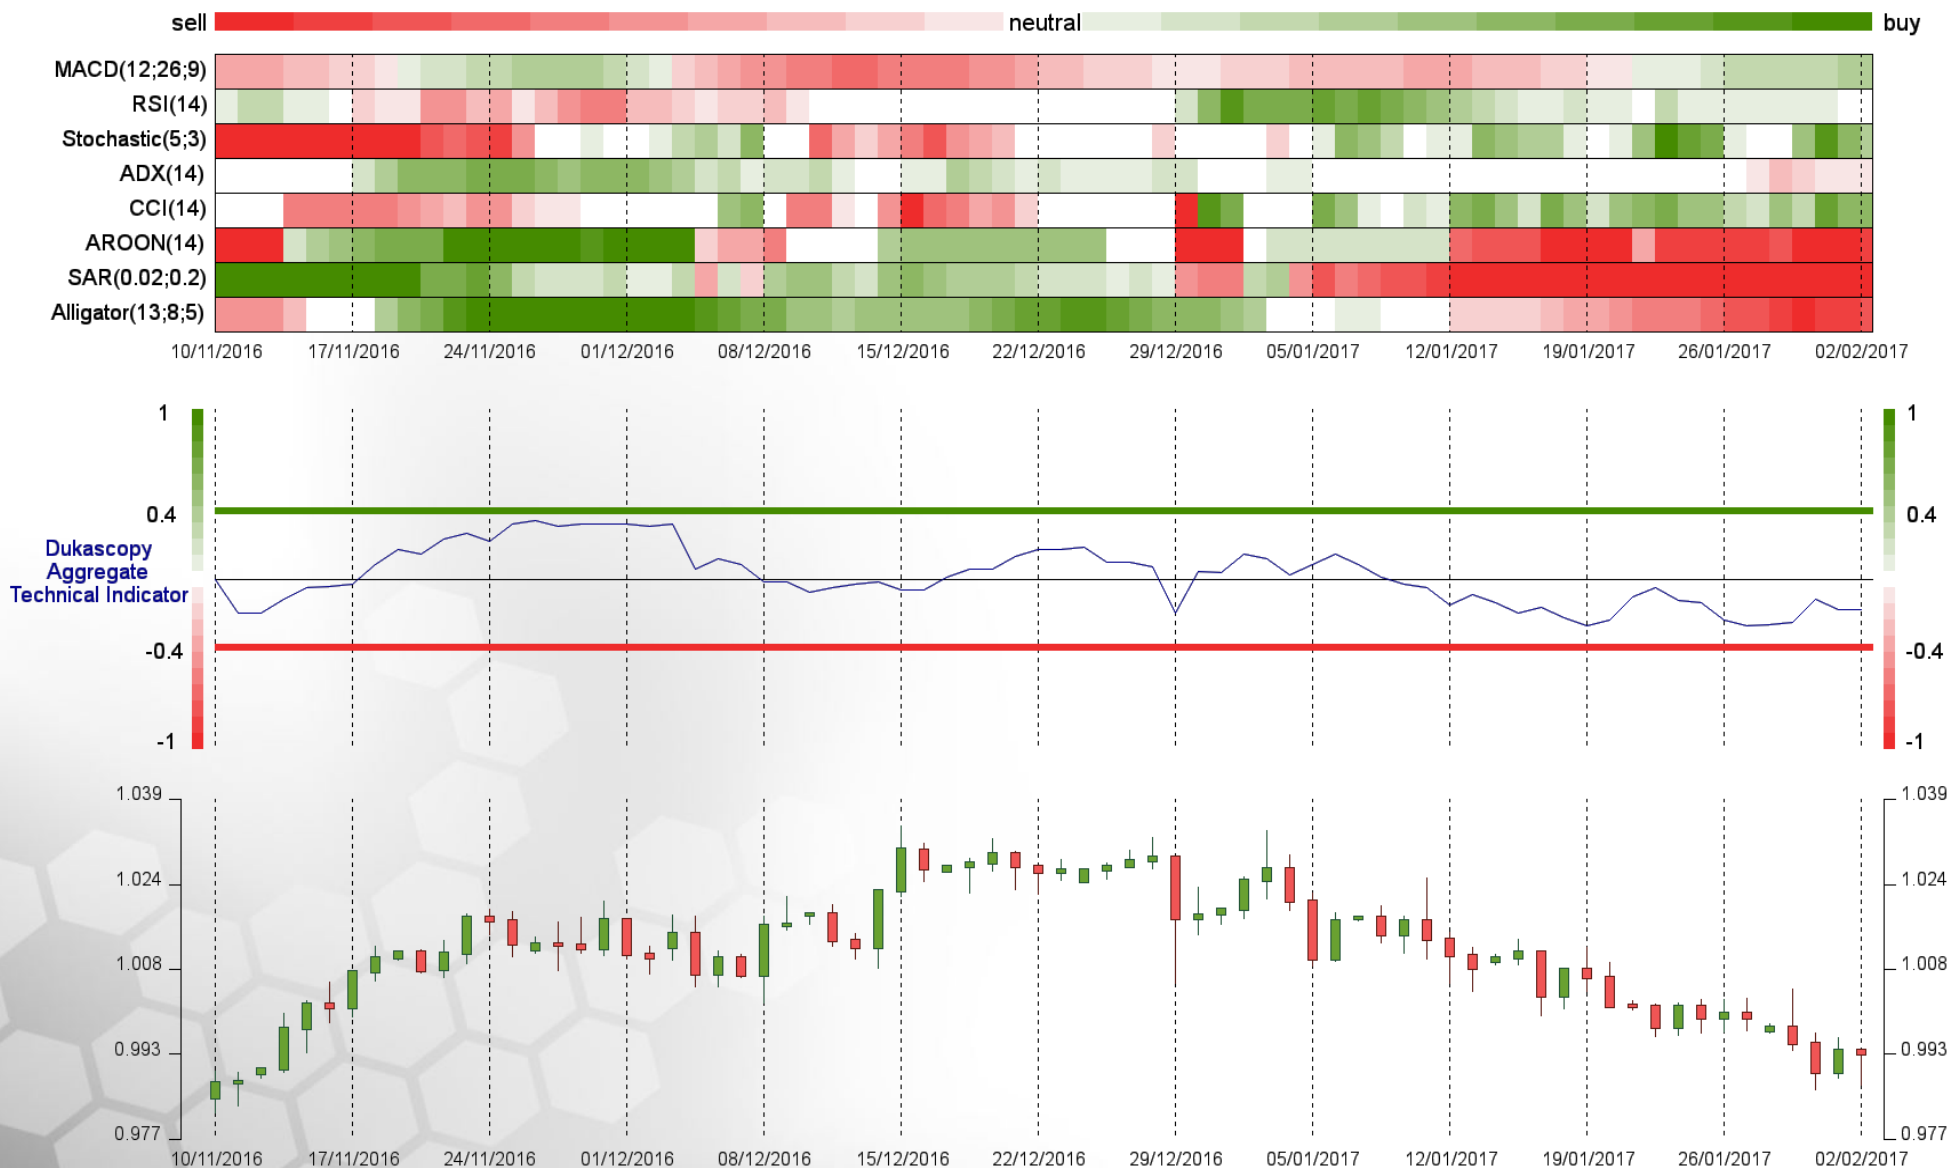 sell neutral buy
MACD(12;26;9)
RSI(14)
Stochastic(5;3)
ADX(14)
CCI(14)
AROON(14)
SAR(0.02;0.2)
Alligator(13;8;5)
10/11/2016 17/11/2016 24/11/2016 01/12/2016 08/12/2016 15/12/2016 22/12/2016 29/12/2016 05/01/2017 12/01/2017 19/01/2017 26/01/2017 02/02/2017
1 1
0.4 0.4
Dukascopy
Aggregate
Technical Indicator
-0.4 -0.4
-1 -1
1.039 1.039
1.024 1.024
1.008 1.008
0.993 0.993
0.977 0.977
10/11/2016 17/11/2016 24/11/2016 01/12/2016 08/12/2016 15/12/2016 22/12/2016 29/12/2016 05/01/2017 12/01/2017 19/01/2017 26/01/2017 02/02/2017